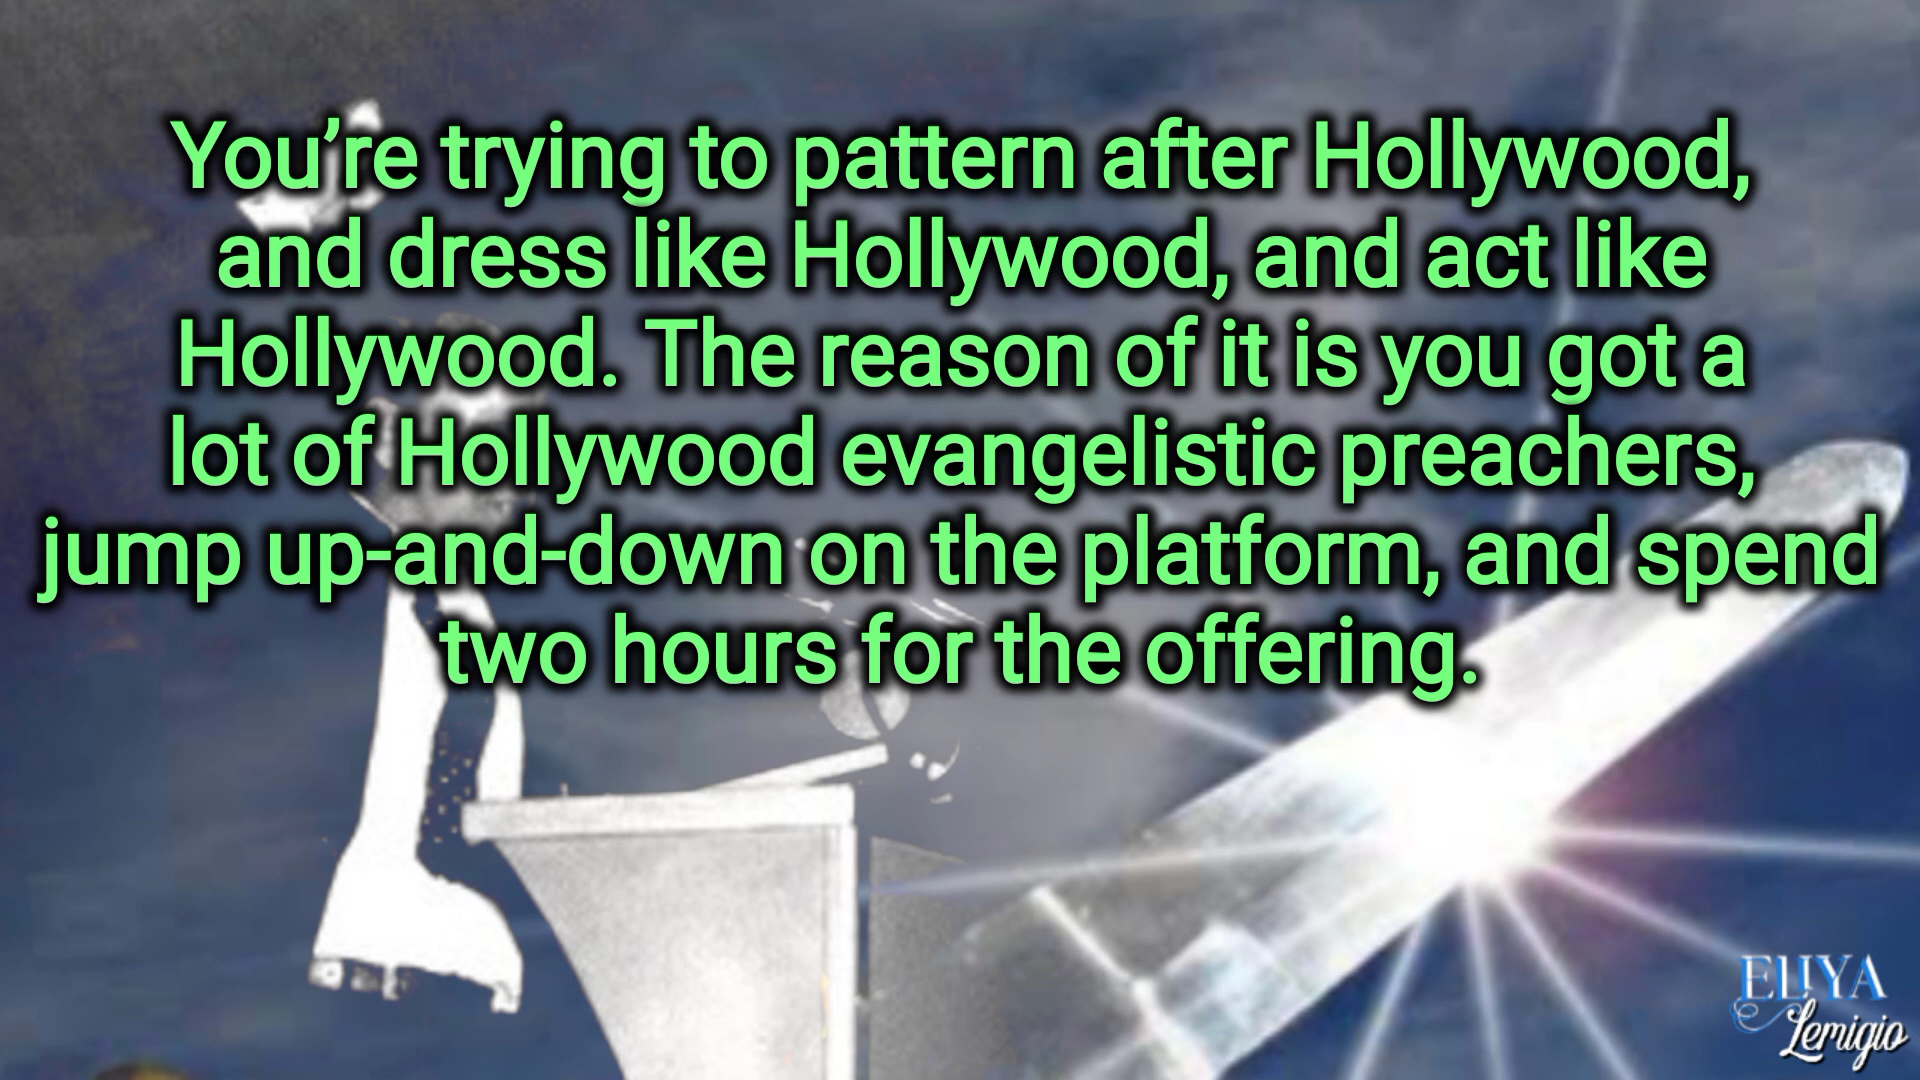 You’re trying to pattern after Hollywood,
and dress like Hollywood, and act like
Hollywood. The reason of it is you got a
lot of Hollywood evangelistic preachers,
jump up-and-down on the platform, and spend
two hours for the offering.
ELIYA
Lemigio